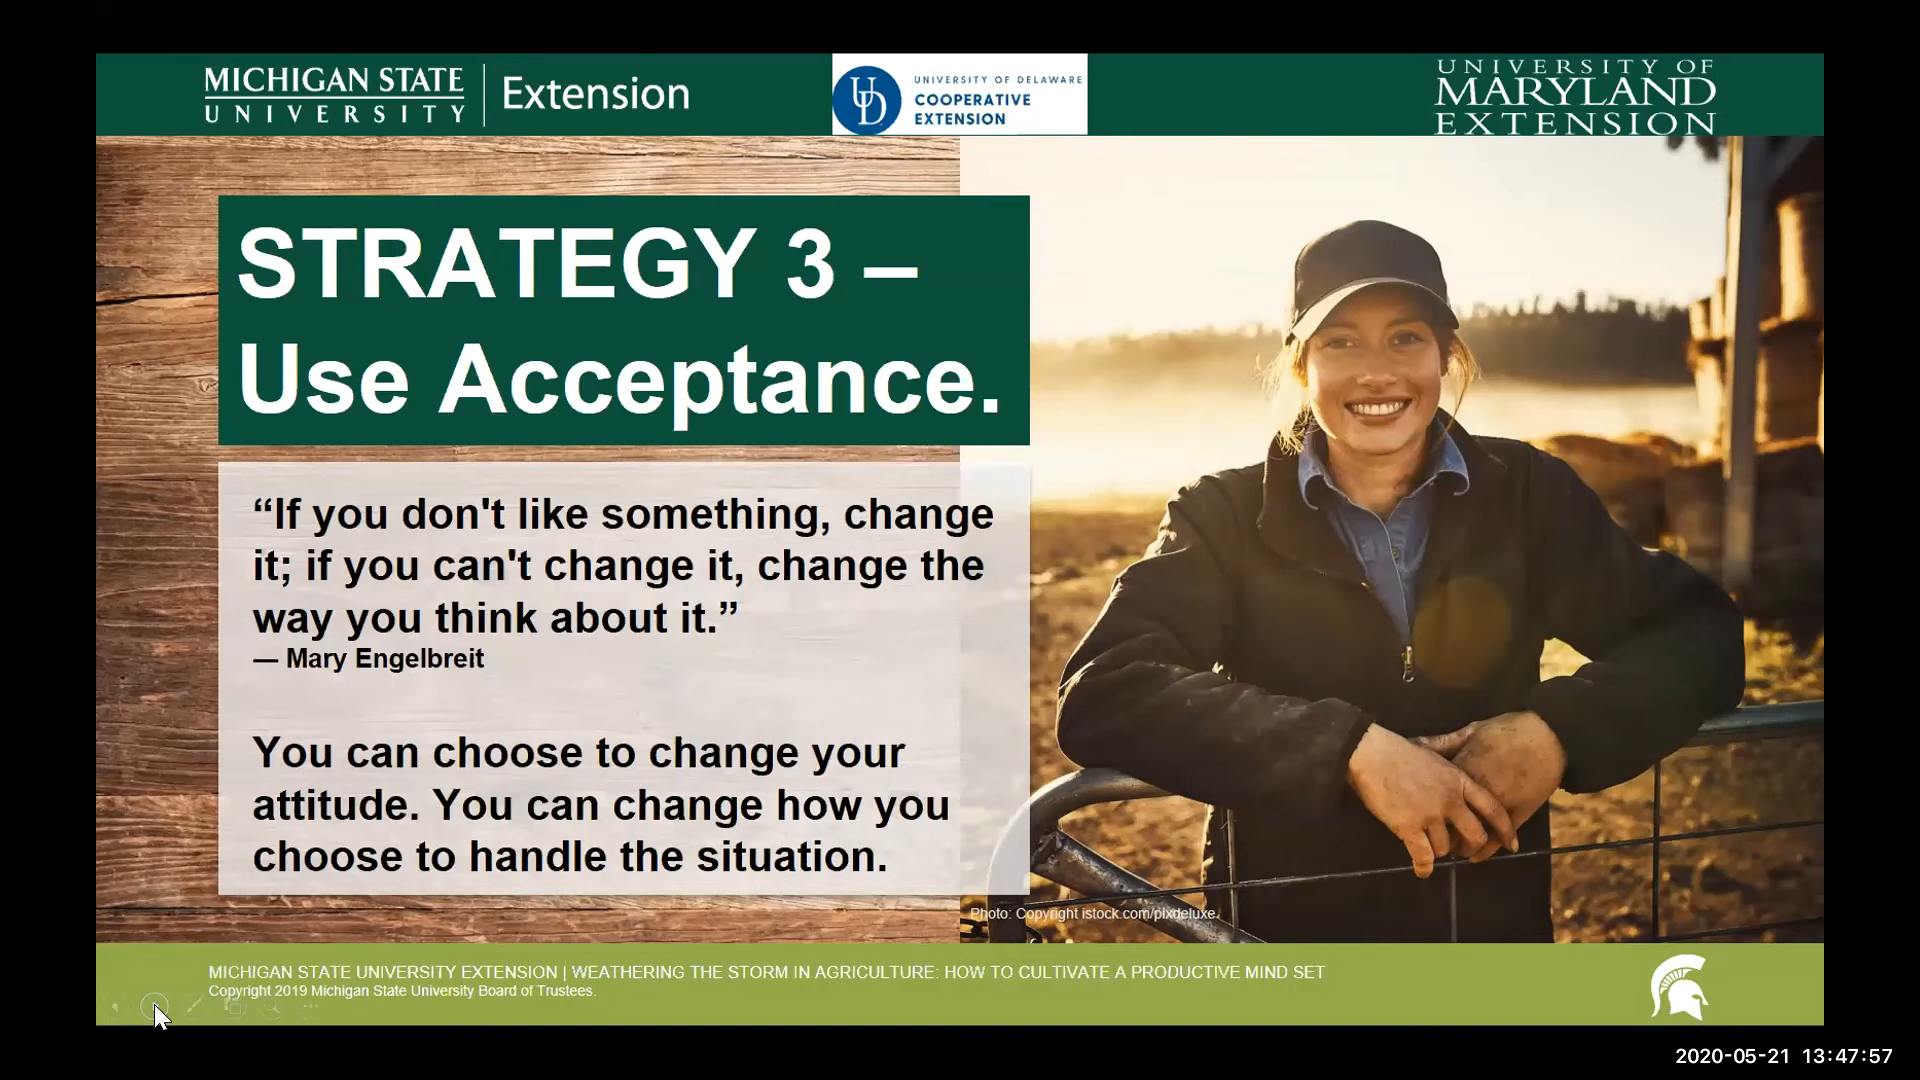 MICHIGAN STATE
UNIVERSITY
Extension
UD
UNIVERSITY OF DELAWARE
COOPERATIVE
EXTENSION
UNIVERSITY OF
MARYLAND
EXTENSION
STRATEGY 3 –
Use Acceptance.
“If you don't like something, change
it; if you can't change it, change the
way you think about it.”
— Mary Engelbreit
You can choose to change your
attitude. You can change how you
choose to handle the situation.
Photo: Copyright istock.com/pixdeluxe.
MICHIGAN STATE UNIVERSITY EXTENSION | WEATHERING THE STORM IN AGRICULTURE: HOW TO CULTIVATE A PRODUCTIVE MIND SET
Copyright 2019 Michigan State University Board of Trustees.
2020-05-21 13:47:57